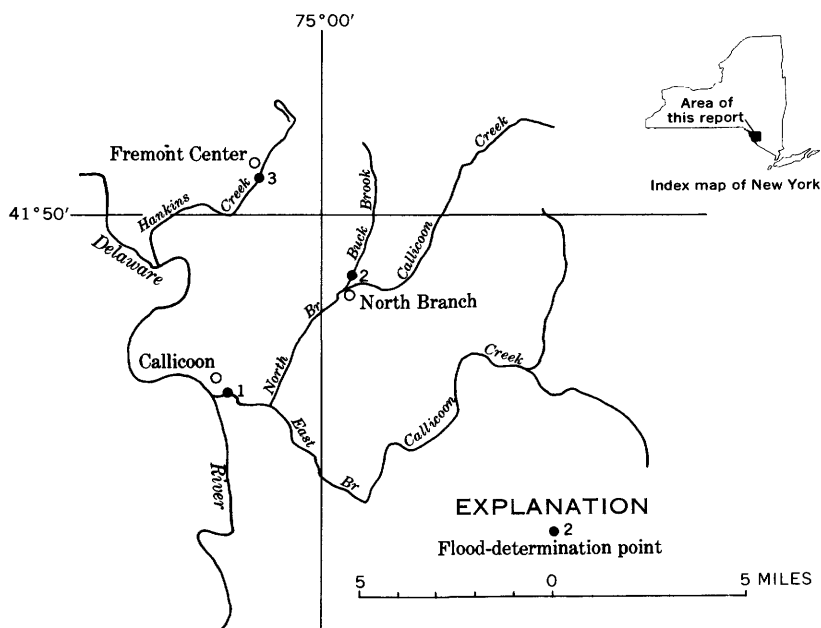 75°00'
Area of
this report
Index map of New York
Fremont Center
3
Creek
Hankins
Creek
41°50'
Brook
Buck
Callicoon
Delaware
2
North Branch
Br
North
Callicoon
1
Creek
Callicoon
East
Br
River
EXPLANATION
2
Flood-determination point
5 0 5 MILES